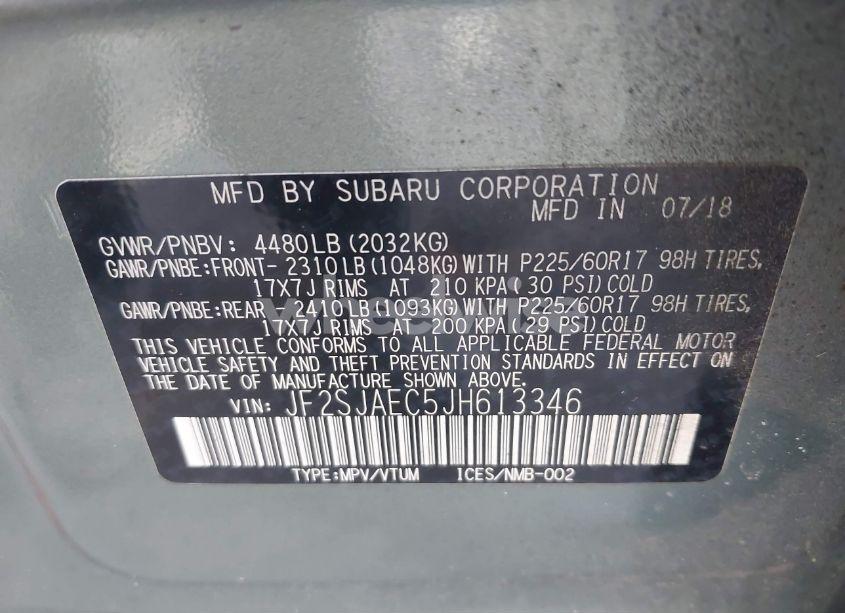 MFD BY SUBARU CORPORATION
MFD IN 07/18
GVWR/PNBV: 4480LB(2032KG)
GAWR/PNBE:FRONT- 2310LB(1048KG)WITH P225/60R17 98H TIRES,
17X7J RIMS AT 210 KPA(30 PSI)COLD
GAWR/PNBE:REAR - 2410LB(1093KG)WITH P225/60R17 98H TIRES,
17X7J RIMS AT 200 KPA(29 PSI)COLD
THIS VEHICLE CONFORMS TO ALL APPLICABLE FEDERAL MOTOR
VEHICLE SAFETY AND THEFT PREVENTION STANDARDS IN EFFECT ON
THE DATE OF MANUFACTURE SHOWN ABOVE.
VIN: JF2SJAEC5JH613346
TYPE:MPV/VTUM ICES/NMB-002